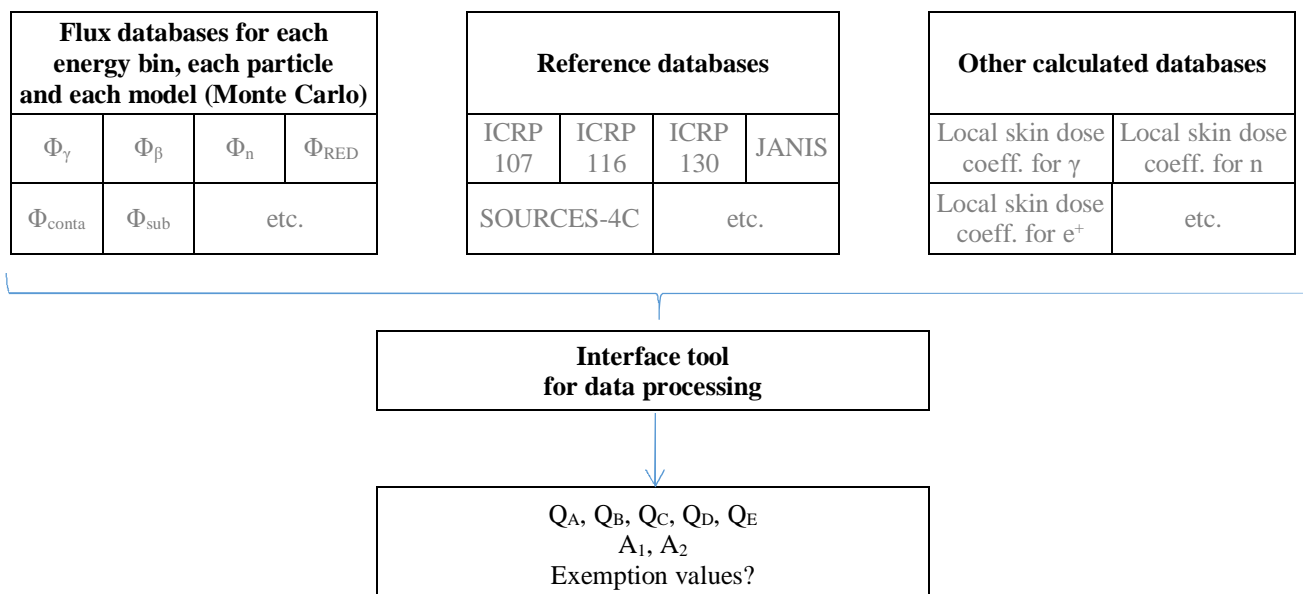 Flux databases for each
energy bin, each particle
and each model (Monte Carlo)
Φγ
Φβ
Φn
ΦRED
Φconta
Φsub
etc.
Reference databases
ICRP
107
ICRP
116
ICRP
130
JANIS
SOURCES-4C
etc.
Other calculated databases
Local skin dose
coeff. for γ
Local skin dose
coeff. for n
Local skin dose
coeff. for e+
etc.
Interface tool
for data processing
QA, QB, QC, QD, QE
A1, A2
Exemption values?